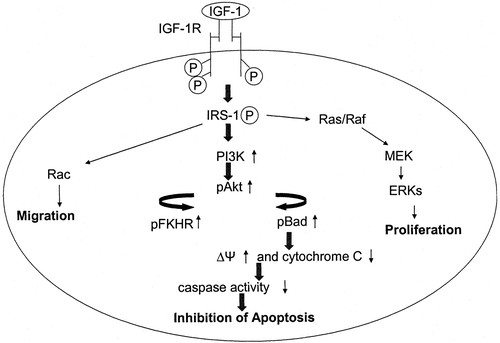 IGF-1
IGF-1R
P
P
P
IRS-1 P
Ras/Raf
PI3K ↑
MEK
Rac
pAkt ↑
ERKs
Migration
pFKHR ↑
pBad ↑
Proliferation
ΔΨ ↑ and cytochrome C ↓
caspase activity ↓
Inhibition of Apoptosis